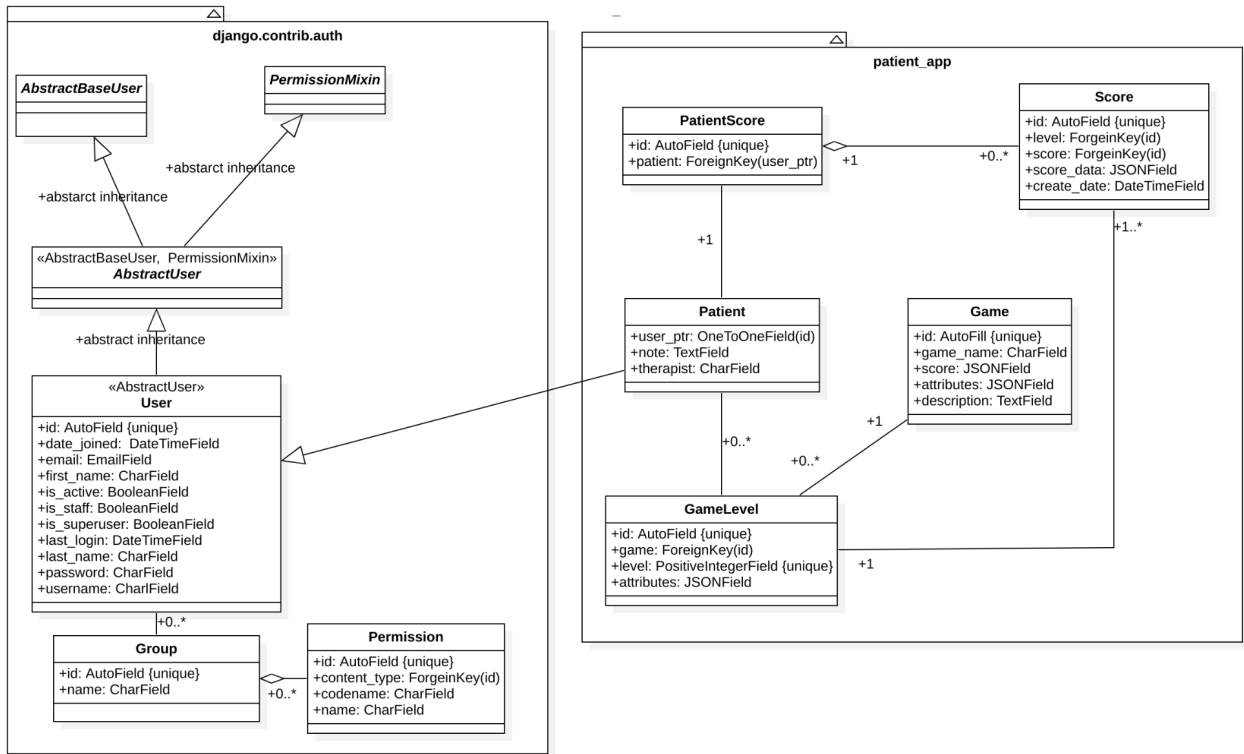 django.contrib.auth
AbstractBaseUser
PermissionMixin
+abstarct inheritance
+abstarct inheritance
«AbstractBaseUser, PermissionMixin»
AbstractUser
+abstract inheritance
«AbstractUser»
User
+id: AutoField {unique}
+date_joined: DateTimeField
+email: EmailField
+first_name: CharField
+is_active: BooleanField
+is_staff: BooleanField
+is_superuser: BooleanField
+last_login: DateTimeField
+last_name: CharField
+password: CharField
+username: CharlField
+0..*
Group
+id: AutoField {unique}
+name: CharField
+0..*
Permission
+id: AutoField {unique}
+content_type: ForgeinKey(id)
+codename: CharField
+name: CharField
patient_app
PatientScore
+id: AutoField {unique}
+patient: ForeignKey(user_ptr)
+1
+0..*
Score
+id: AutoField {unique}
+level: ForgeinKey(id)
+score: ForgeinKey(id)
+score_data: JSONField
+create_date: DateTimeField
+1..*
+1
Patient
+user_ptr: OneToOneField(id)
+note: TextField
+therapist: CharField
Game
+id: AutoFill {unique}
+game_name: CharField
+score: JSONField
+attributes: JSONField
+description: TextField
+1
+0..*
+0..*
GameLevel
+id: AutoField {unique}
+game: ForeignKey(id)
+level: PositiveIntegerField {unique}
+attributes: JSONField
+1